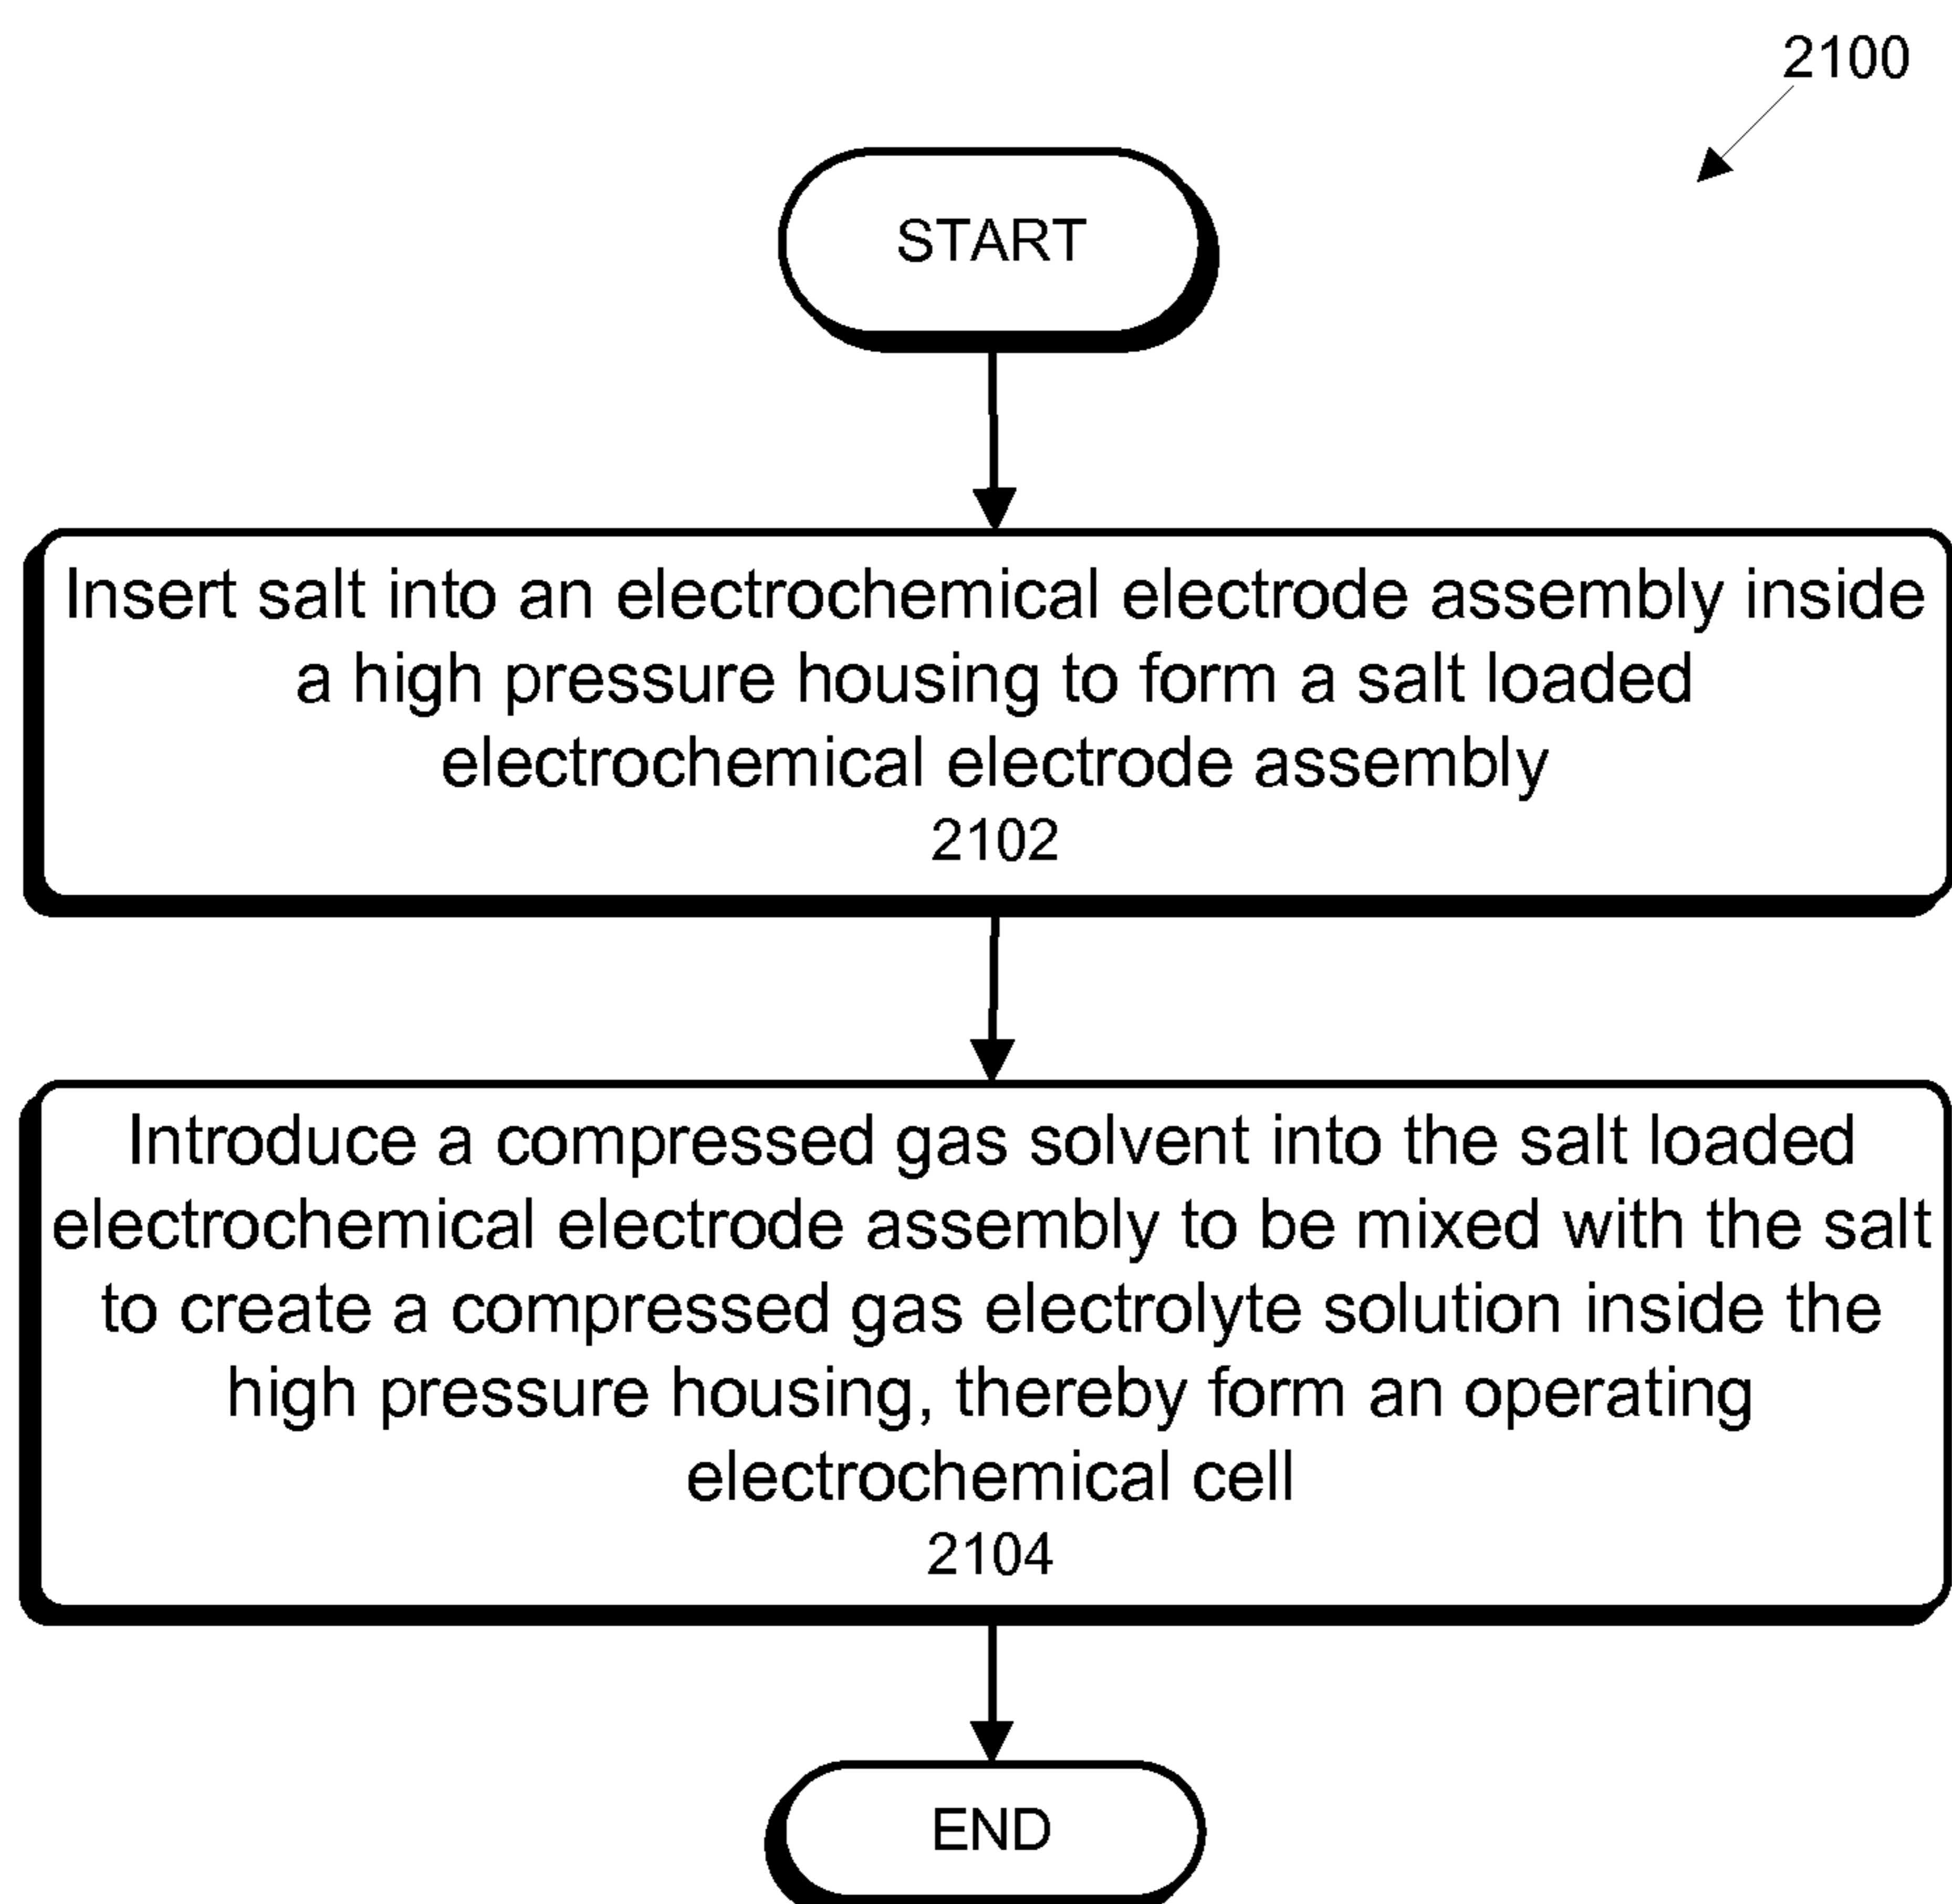 2100
START
Insert salt into an electrochemical electrode assembly inside
a high pressure housing to form a salt loaded
electrochemical electrode assembly
2102
Introduce a compressed gas solvent into the salt loaded
electrochemical electrode assembly to be mixed with the salt
to create a compressed gas electrolyte solution inside the
high pressure housing, thereby form an operating
electrochemical cell
2104
END